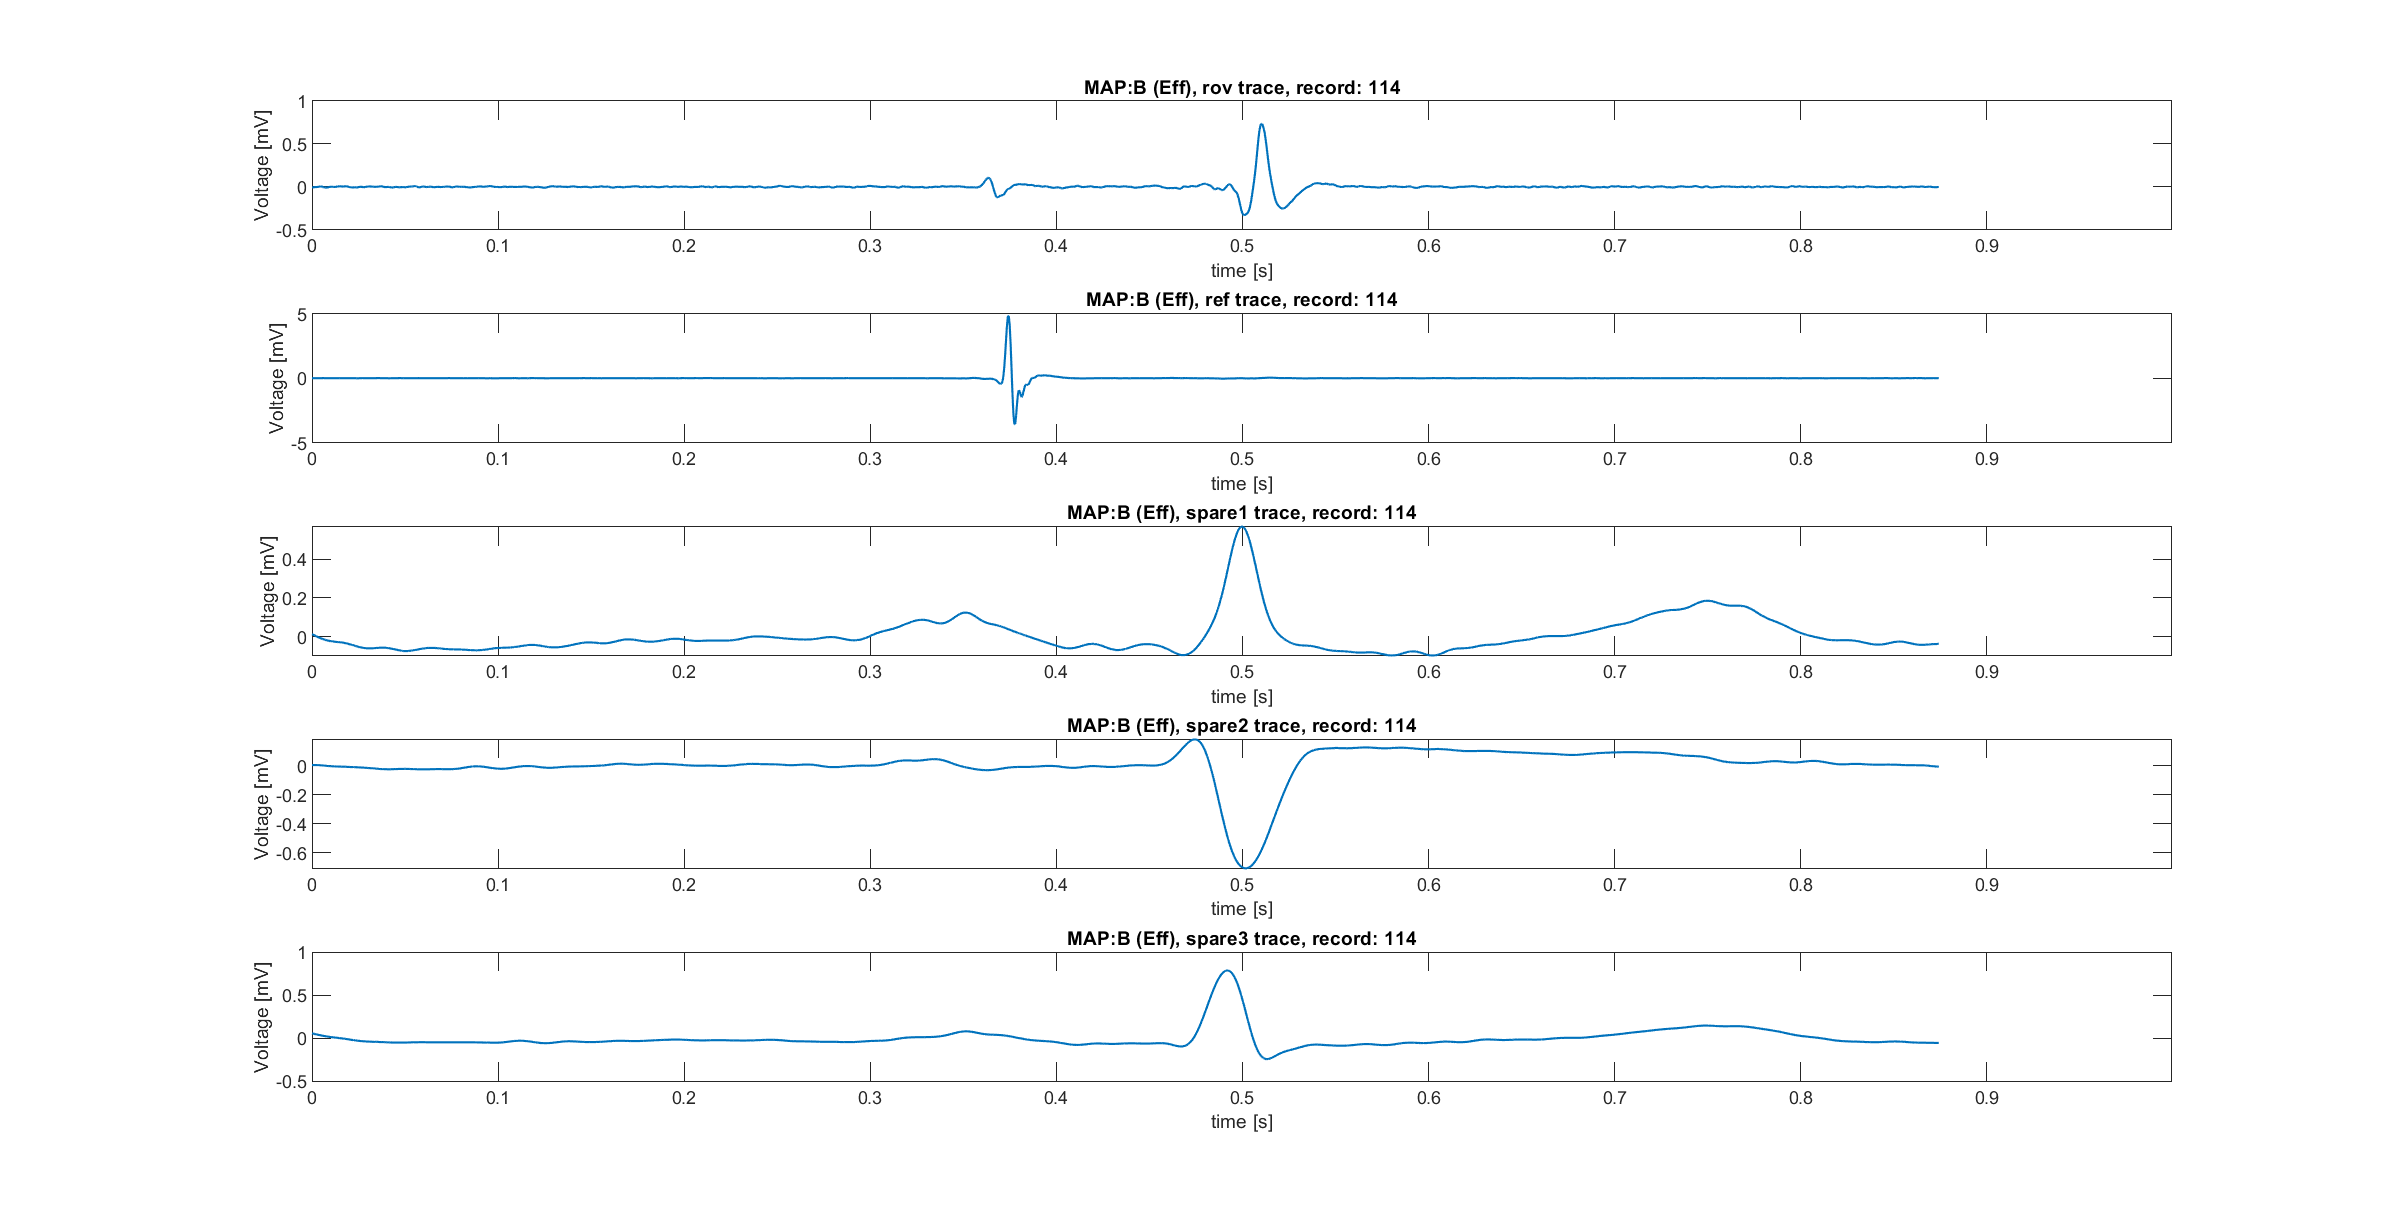 MAP:B (Eff), rov trace, record: 114
Voltage [mV]
1
0.5
0
-0.5
0 0.1 0.2 0.3 0.4 0.5 0.6 0.7 0.8 0.9
time [s]
MAP:B (Eff), ref trace, record: 114
Voltage [mV]
5
0
-5
0 0.1 0.2 0.3 0.4 0.5 0.6 0.7 0.8 0.9
time [s]
MAP:B (Eff), spare1 trace, record: 114
Voltage [mV]
0.4
0.2
0
0 0.1 0.2 0.3 0.4 0.5 0.6 0.7 0.8 0.9
time [s]
MAP:B (Eff), spare2 trace, record: 114
Voltage [mV]
0
-0.2
-0.4
-0.6
0 0.1 0.2 0.3 0.4 0.5 0.6 0.7 0.8 0.9
time [s]
MAP:B (Eff), spare3 trace, record: 114
Voltage [mV]
1
0.5
0
-0.5
0 0.1 0.2 0.3 0.4 0.5 0.6 0.7 0.8 0.9
time [s]